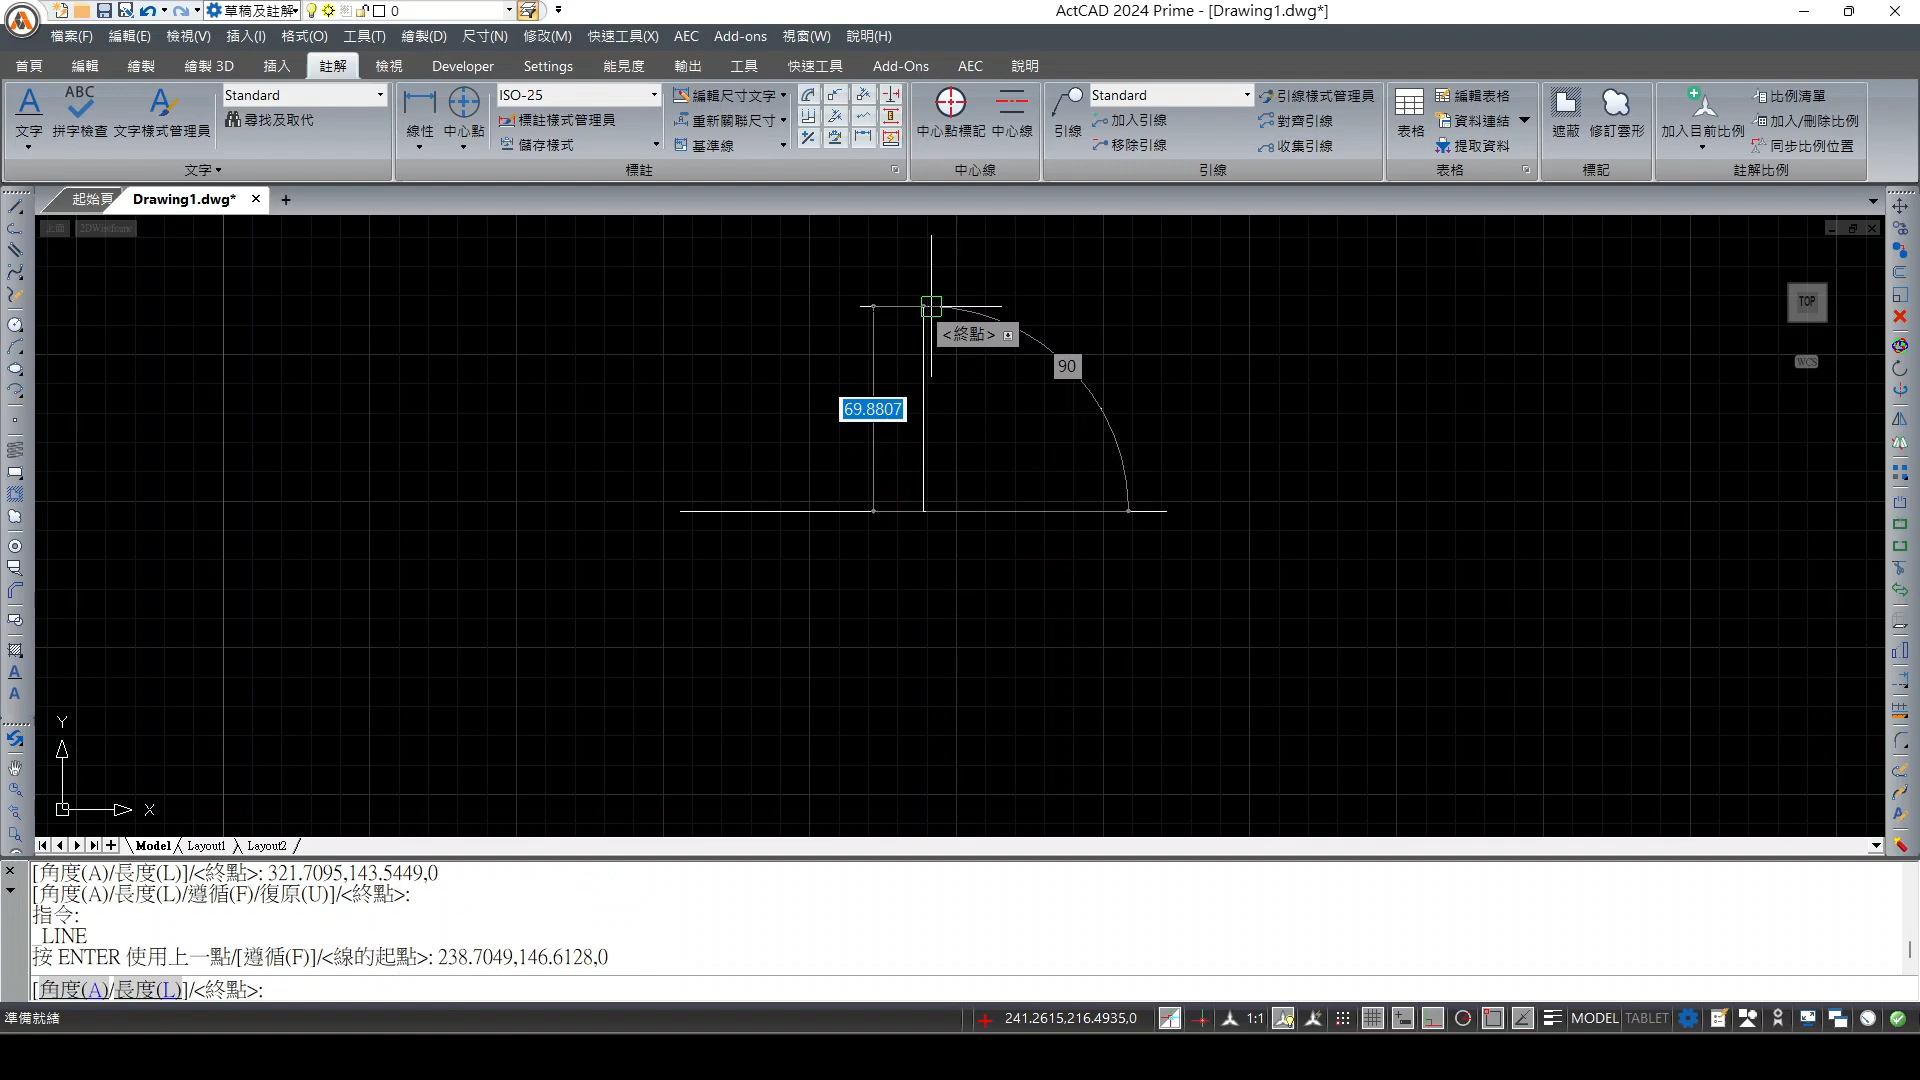 草稿及註解
0
ActCAD 2024 Prime - [Drawing1.dwg*]
檔案(F) 編輯(E) 檢視(V) 插入(I) 格式(O) 工具(T) 繪製(D) 尺寸(N) 修改(M) 快速工具(X) AEC Add-ons 視窗(W) 說明(H)
首頁 編輯 繪製 繪製 3D 插入 註解 檢視 Developer Settings 能見度 輸出 工具 快速工具 Add-Ons AEC 說明
ABC
Standard
ISO-25
編輯尺寸文字
Standard
引線樣式管理員
編輯表格
比例清單
尋找及取代
標註樣式管理員
重新關聯尺寸
加入引線
對齊引線
資料連結
加入/刪除比例
文字 拼字檢查 文字樣式管理員
線性 中心點
儲存樣式
基準線
中心點標記 中心線
引線
移除引線
收集引線
表格
提取資料
遮蔽 修訂雲形
加入目前比例
同步比例位置
文字 標註 中心線 引線 表格 標記 註解比例
起始頁 Drawing1.dwg*
上面 2DWireframe
TOP
<終點>
90
WCS
69.8807
Y
X
Model Layout1 Layout2
[角度(A)/長度(L)]/<終點>: 321.7095,143.5449,0
[角度(A)/長度(L)/遵循(F)/復原(U)]/<終點>:
指令:
_LINE
按 ENTER 使用上一點/[遵循(F)]/<線的起點>: 238.7049,146.6128,0
[角度(A)/長度(L)]/<終點>:
準備就緒
241.2615,216.4935,0
1:1
MODEL TABLET